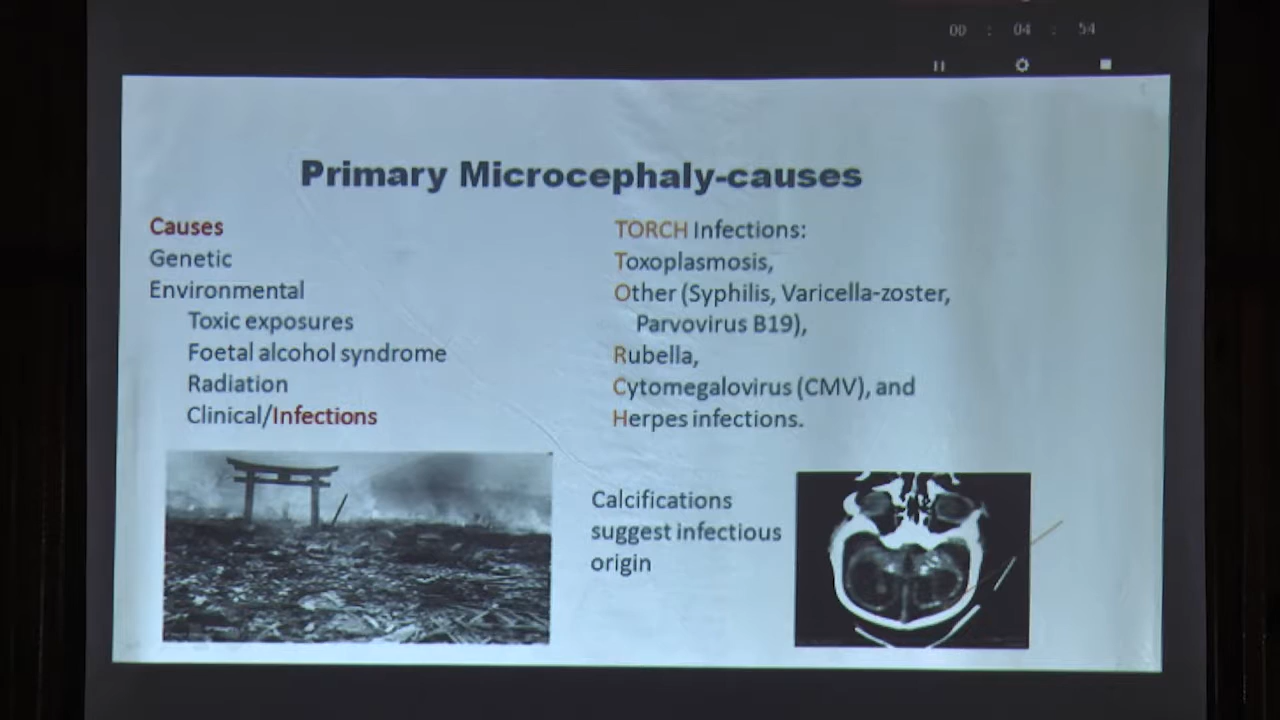 00 : 04 : 54
Primary Microcephaly-causes
Causes
Genetic
Environmental
Toxic exposures
Foetal alcohol syndrome
Radiation
Clinical/Infections
TORCH Infections:
Toxoplasmosis,
Other (Syphilis, Varicella-zoster,
Parvovirus B19),
Rubella,
Cytomegalovirus (CMV), and
Herpes infections.
Calcifications
suggest infectious
origin